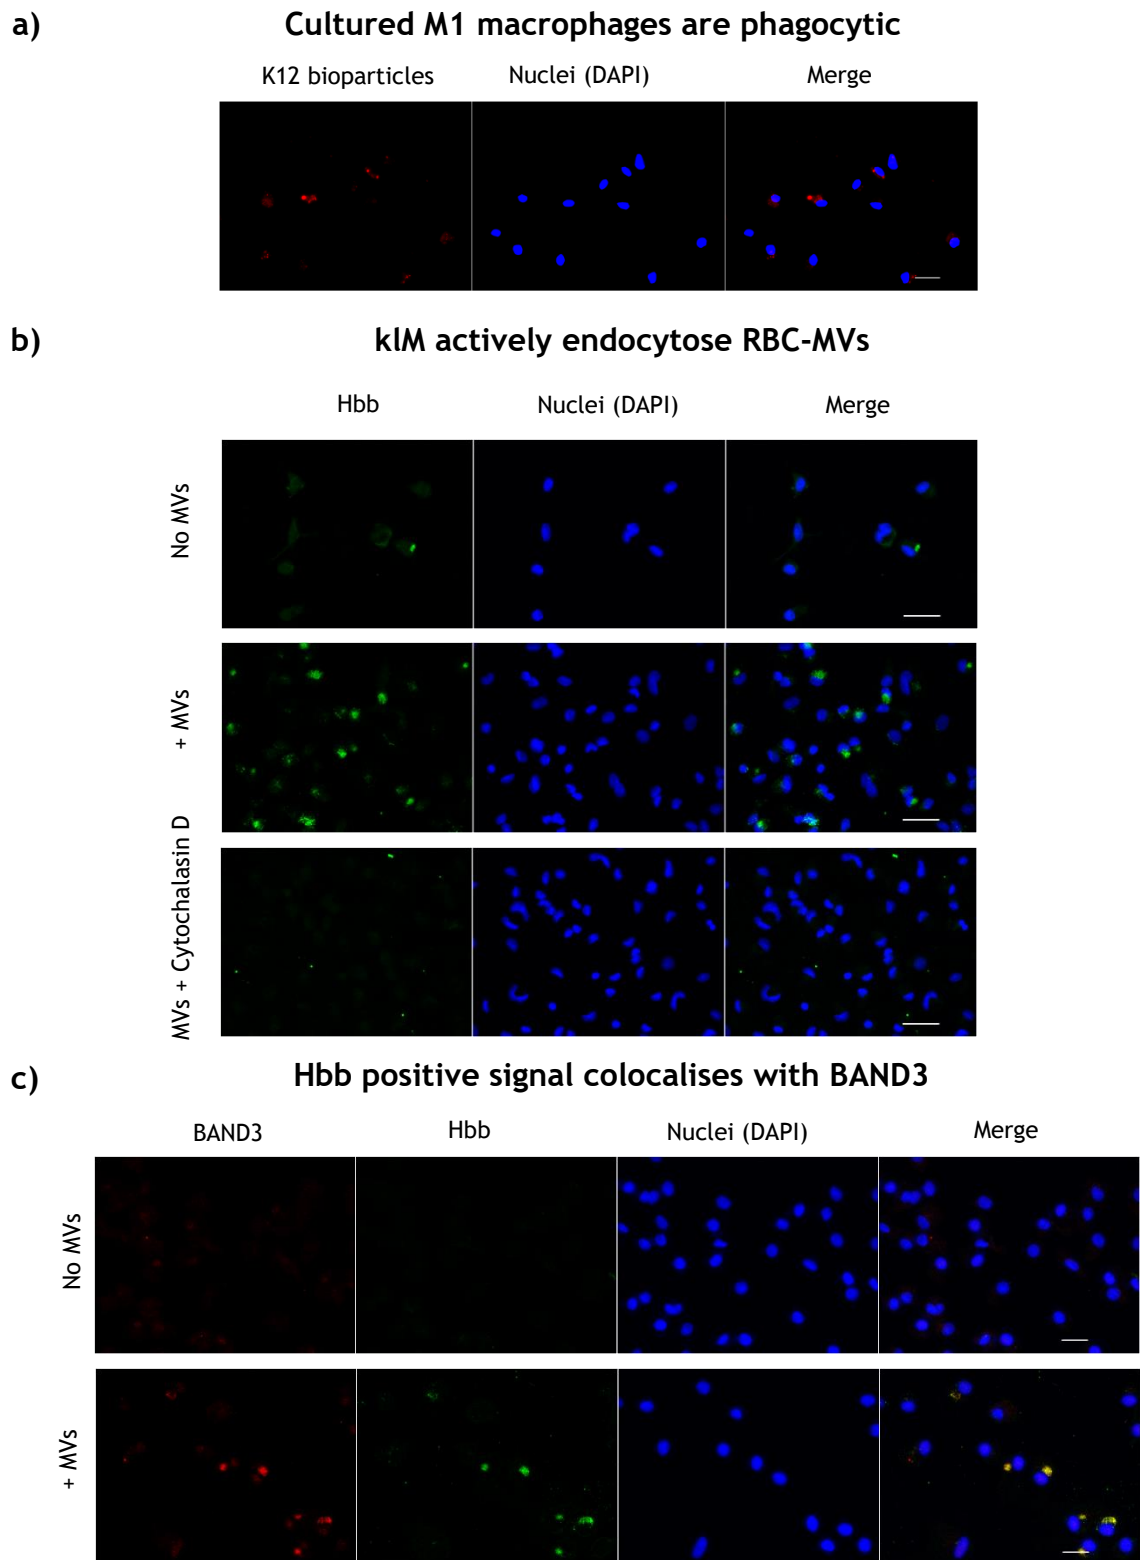 a)
Cultured M1 macrophages are phagocytic
K12 bioparticles Nuclei (DAPI) Merge
b)
klM actively endocytose RBC-MVs
Hbb Nuclei (DAPI) Merge
No MVs
+ MVs
MVs + Cytochalasin D
c)
Hbb positive signal colocalises with BAND3
BAND3 Hbb Nuclei (DAPI) Merge
No MVs
+ MVs